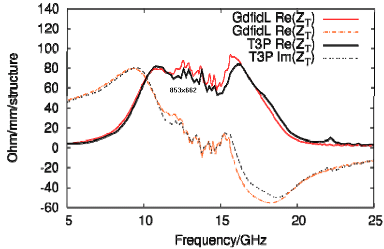 GdfidL Re(Z_T)
GdfidL Re(Z_T)
T3P Re(Z_T)
T3P Im(Z_T)
140
120
100
80
60
40
20
0
-20
-40
-60
Ohm/mm/structure
853x662
5
10
15
20
25
Frequency/GHz